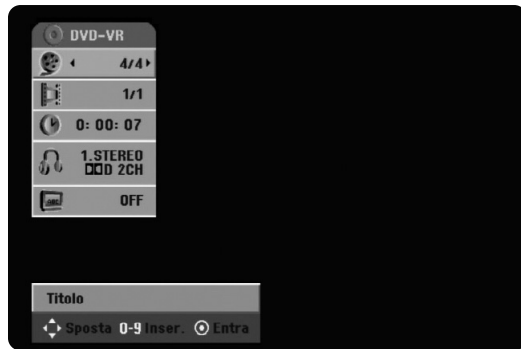 DVD-VR
4/4
1/1
0: 00: 07
1.STEREO
D 2CH
ABC
OFF
Titolo
Sposta 0-9 Inser. Entra